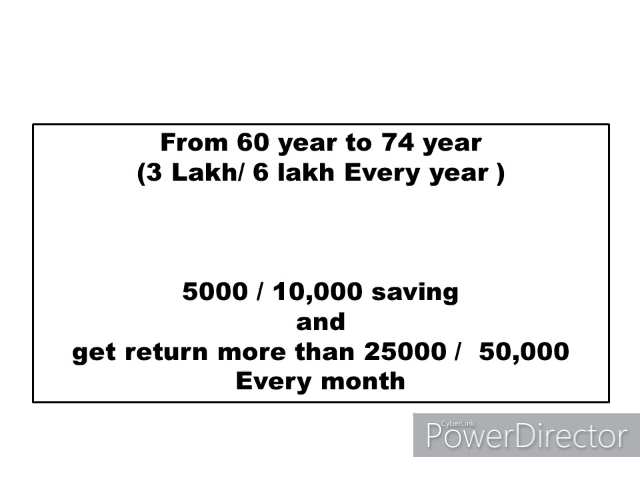 From 60 year to 74 year
(3 Lakh/ 6 lakh Every year )
5000 / 10,000 saving
and
get return more than 25000 /  50,000
Every month
CyberLink
PowerDirector